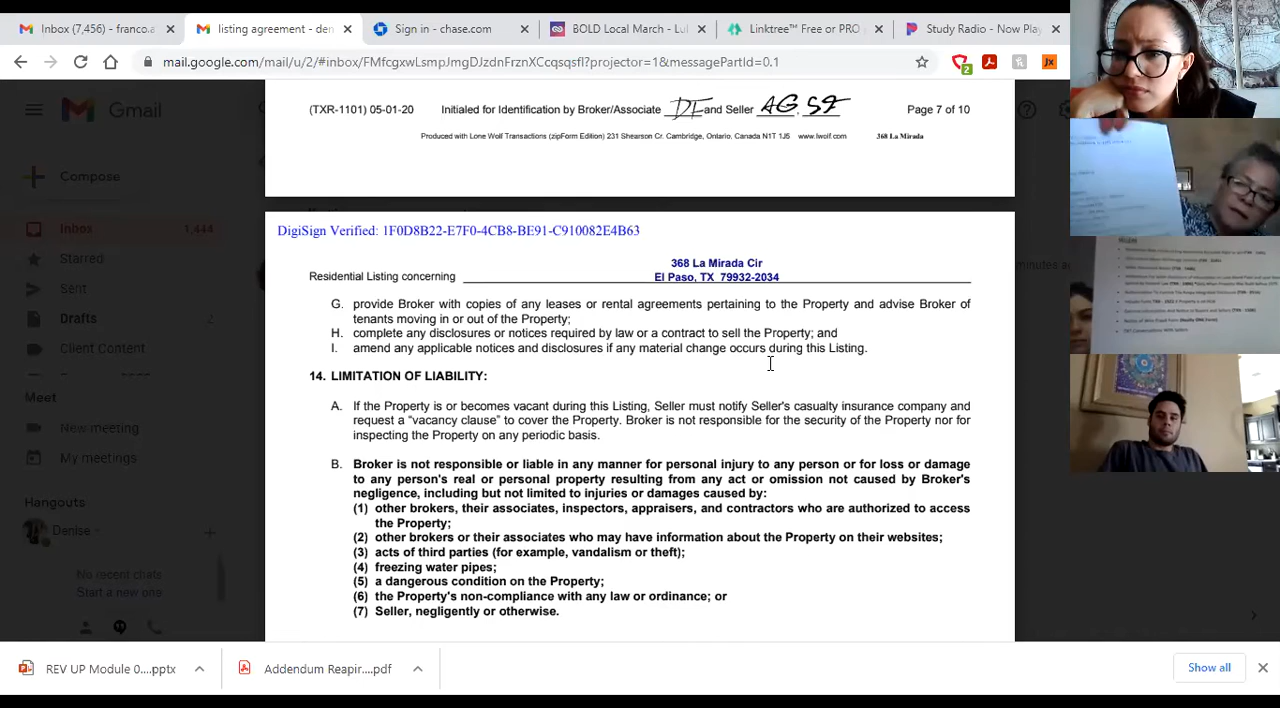 Inbox (7,456) - franco.a
listing agreement - den
Sign in - chase.com
BOLD Local March - Lul
Linktree™ Free or PRO
Study Radio - Now Play
mail.google.com/mail/u/2/#inbox/FMfcgxwLsmpJmgDJzdnFrznXCcqsqsfl?projector=1&messagePartId=0.1
Gmail
Compose
Inbox 1,444
Starred
Sent
Drafts
Client Content
Meet
New meeting
My meetings
Hangouts
Denise
No recent chats
Start a new one
(TXR-1101) 05-01-20 Initialed for Identification by Broker/Associate DF and Seller AG, SZ Page 7 of 10
Produced with Lone Wolf Transactions (zipForm Edition) 231 Shearson Cr. Cambridge, Ontario, Canada N1T 1J5 www.lwolf.com 368 La Mirada
DigiSign Verified: 1F0D8B22-E7F0-4CB8-BE91-C910082E4B63
368 La Mirada Cir
Residential Listing concerning El Paso, TX 79932-2034
G. provide Broker with copies of any leases or rental agreements pertaining to the Property and advise Broker of
tenants moving in or out of the Property;
H. complete any disclosures or notices required by law or a contract to sell the Property; and
I. amend any applicable notices and disclosures if any material change occurs during this Listing.
14. LIMITATION OF LIABILITY:
A. If the Property is or becomes vacant during this Listing, Seller must notify Seller's casualty insurance company and
request a "vacancy clause" to cover the Property. Broker is not responsible for the security of the Property nor for
inspecting the Property on any periodic basis.
B. Broker is not responsible or liable in any manner for personal injury to any person or for loss or damage
to any person's real or personal property resulting from any act or omission not caused by Broker's
negligence, including but not limited to injuries or damages caused by:
(1) other brokers, their associates, inspectors, appraisers, and contractors who are authorized to access
the Property;
(2) other brokers or their associates who may have information about the Property on their websites;
(3) acts of third parties (for example, vandalism or theft);
(4) freezing water pipes;
(5) a dangerous condition on the Property;
(6) the Property's non-compliance with any law or ordinance; or
(7) Seller, negligently or otherwise.
REV UP Module 0....pptx
Addendum Reapir....pdf
Show all